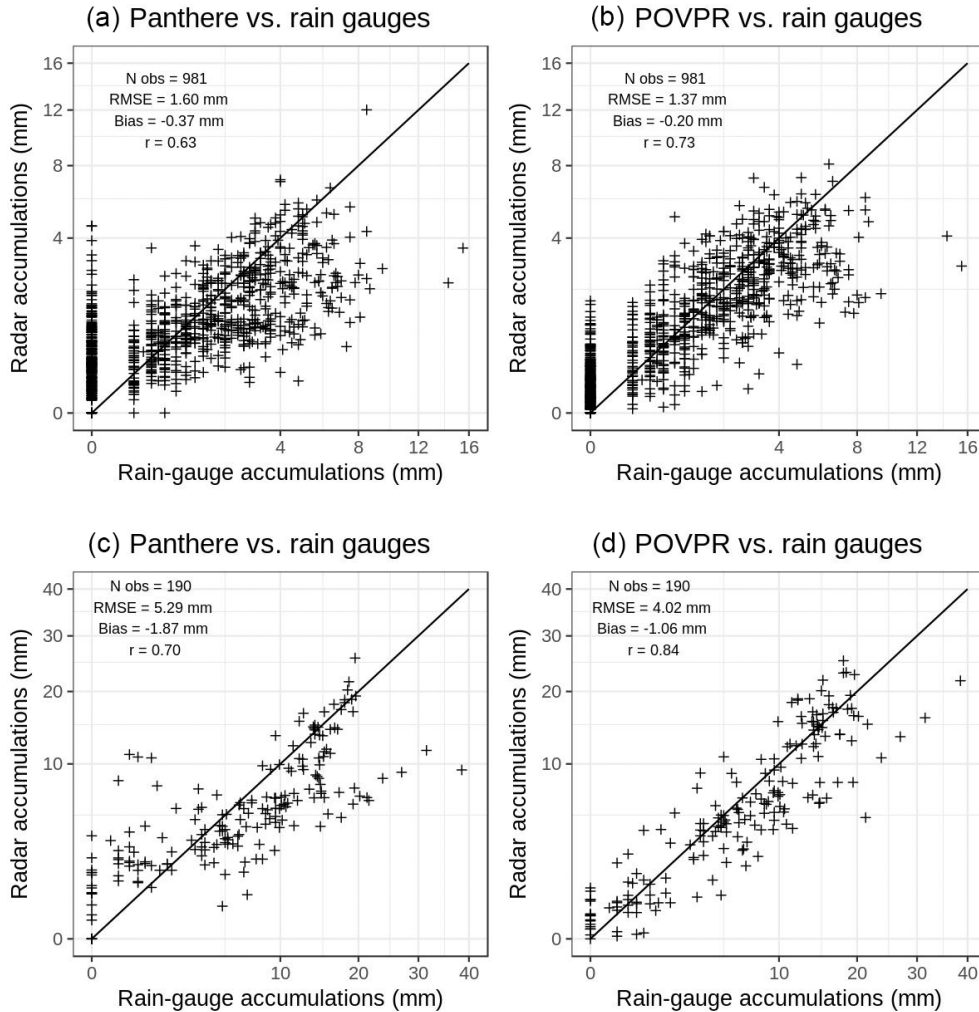 (a) Panthere vs. rain gauges
N obs = 981
RMSE = 1.60 mm
Bias = -0.37 mm
r = 0.63
Radar accumulations (mm)
16
12
8
4
0
0 4 8 12 16
Rain-gauge accumulations (mm)
(b) POVPR vs. rain gauges
N obs = 981
RMSE = 1.37 mm
Bias = -0.20 mm
r = 0.73
Radar accumulations (mm)
16
12
8
4
0
0 4 8 12 16
Rain-gauge accumulations (mm)
(c) Panthere vs. rain gauges
N obs = 190
RMSE = 5.29 mm
Bias = -1.87 mm
r = 0.70
Radar accumulations (mm)
40
30
20
10
0
0 10 20 30 40
Rain-gauge accumulations (mm)
(d) POVPR vs. rain gauges
N obs = 190
RMSE = 4.02 mm
Bias = -1.06 mm
r = 0.84
Radar accumulations (mm)
40
30
20
10
0
0 10 20 30 40
Rain-gauge accumulations (mm)